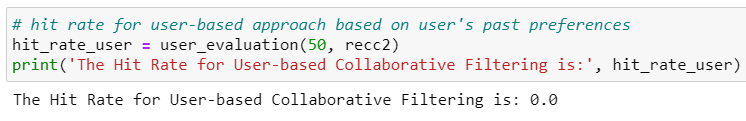 # hit rate for user-based approach based on user's past preferences
hit_rate_user = user_evaluation(50, recc2)
print('The Hit Rate for User-based Collaborative Filtering is:', hit_rate_user)
The Hit Rate for User-based Collaborative Filtering is: 0.0